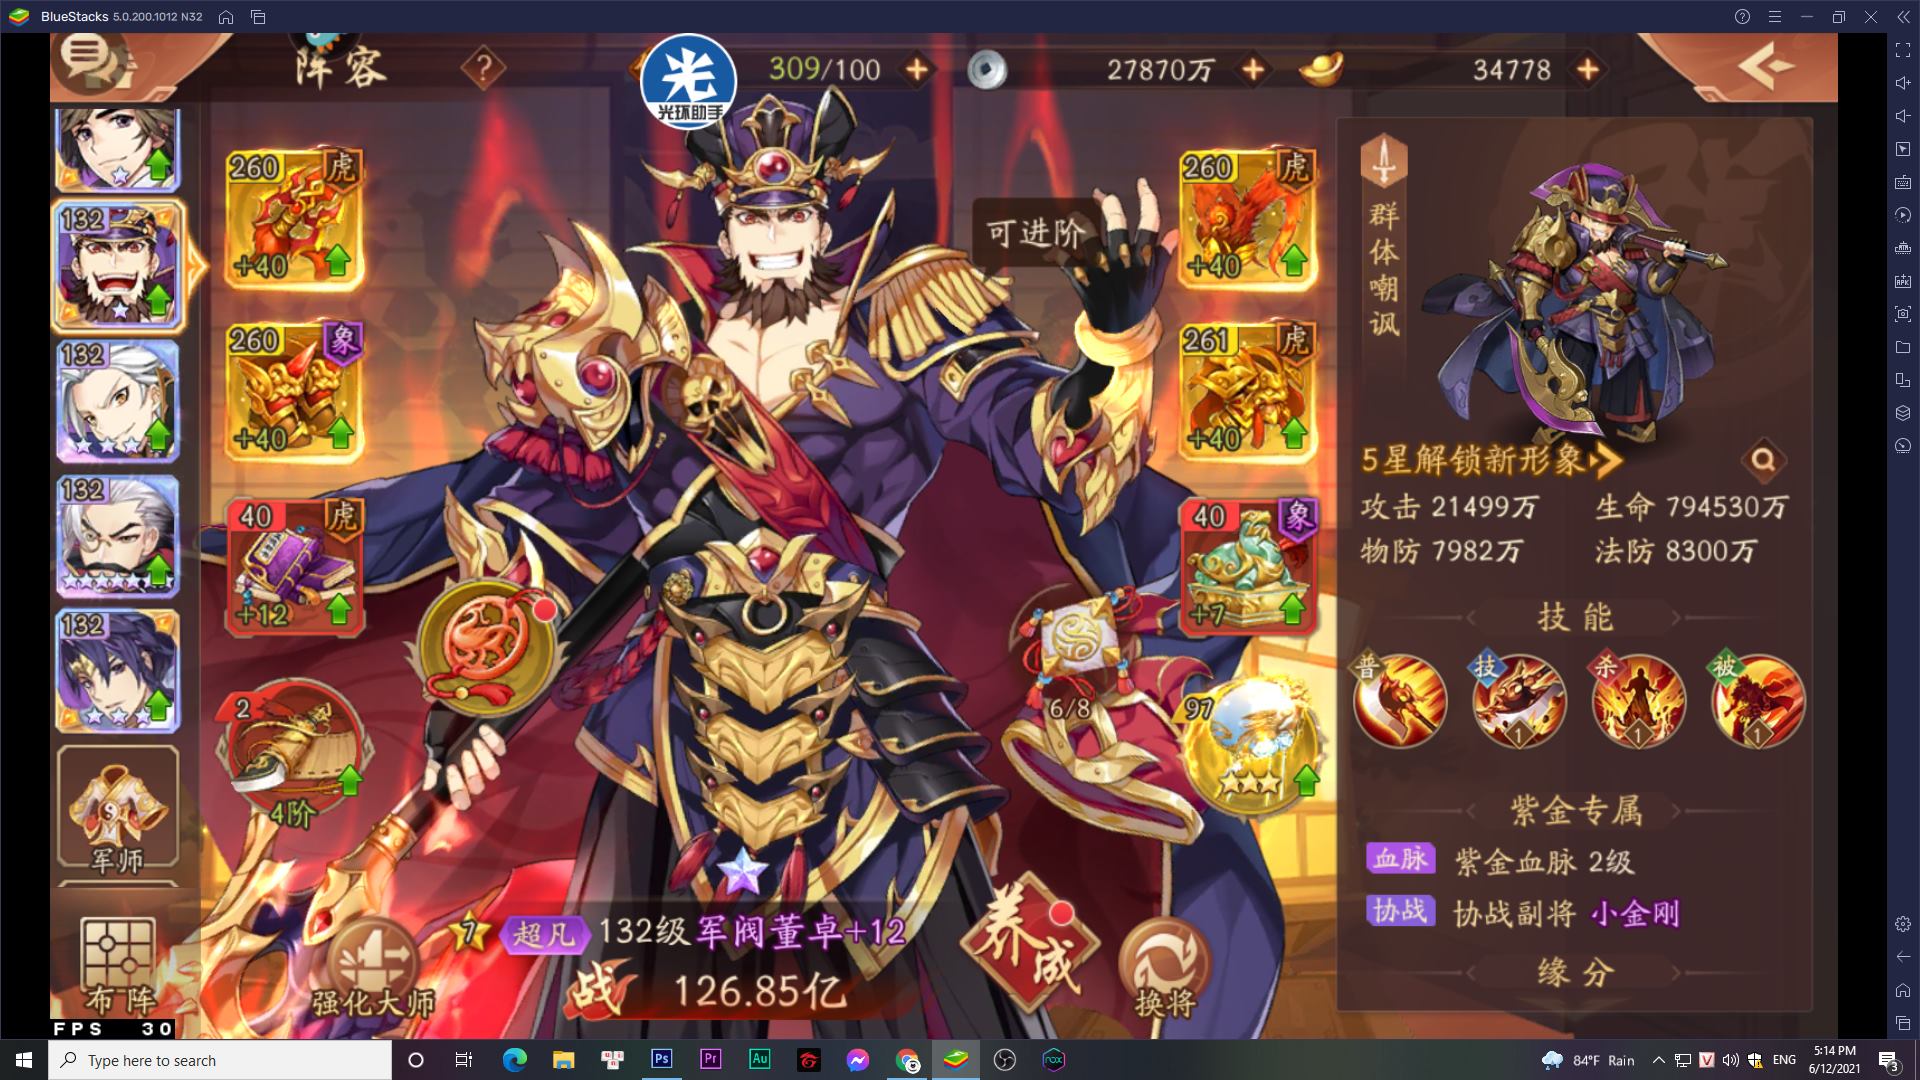 BlueStacks 5.0.200.1012 N32
阵容
?
光
光环助手
309/100
27870万
34778
132
132
132
132
军师
布阵
FPS 30
260 虎
+40
260 象
+40
40 虎
+12
2
4阶
可进阶
260 虎
+40
261 虎
+40
40 象
+7
6/8
97
强化大师
7 超凡 132级 军阀董卓+12
战 126.85亿
养成
换将
群体嘲讽
5星解锁新形象
攻击 21499万 生命 794530万
物防 7982万 法防 8300万
技能
普 技 杀 被
1 1 1
紫金专属
血脉 紫金血脉 2级
协战 协战副将 小金刚
缘分
Type here to search
Ps Pr Au
84°F Rain
V
ENG
5:14 PM
6/12/2021
3